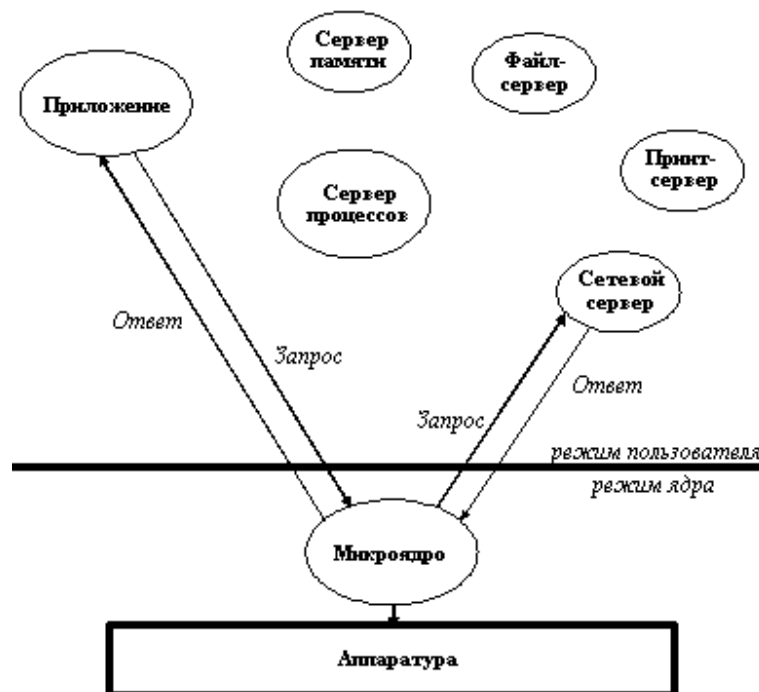 Сервер
памяти
Файл-
сервер
Приложение
Принт-
сервер
Сервер
процессов
Сетевой
сервер
Ответ
Запрос
Запрос
Ответ
режим пользователя
режим ядра
Микроядро
Аппаратура